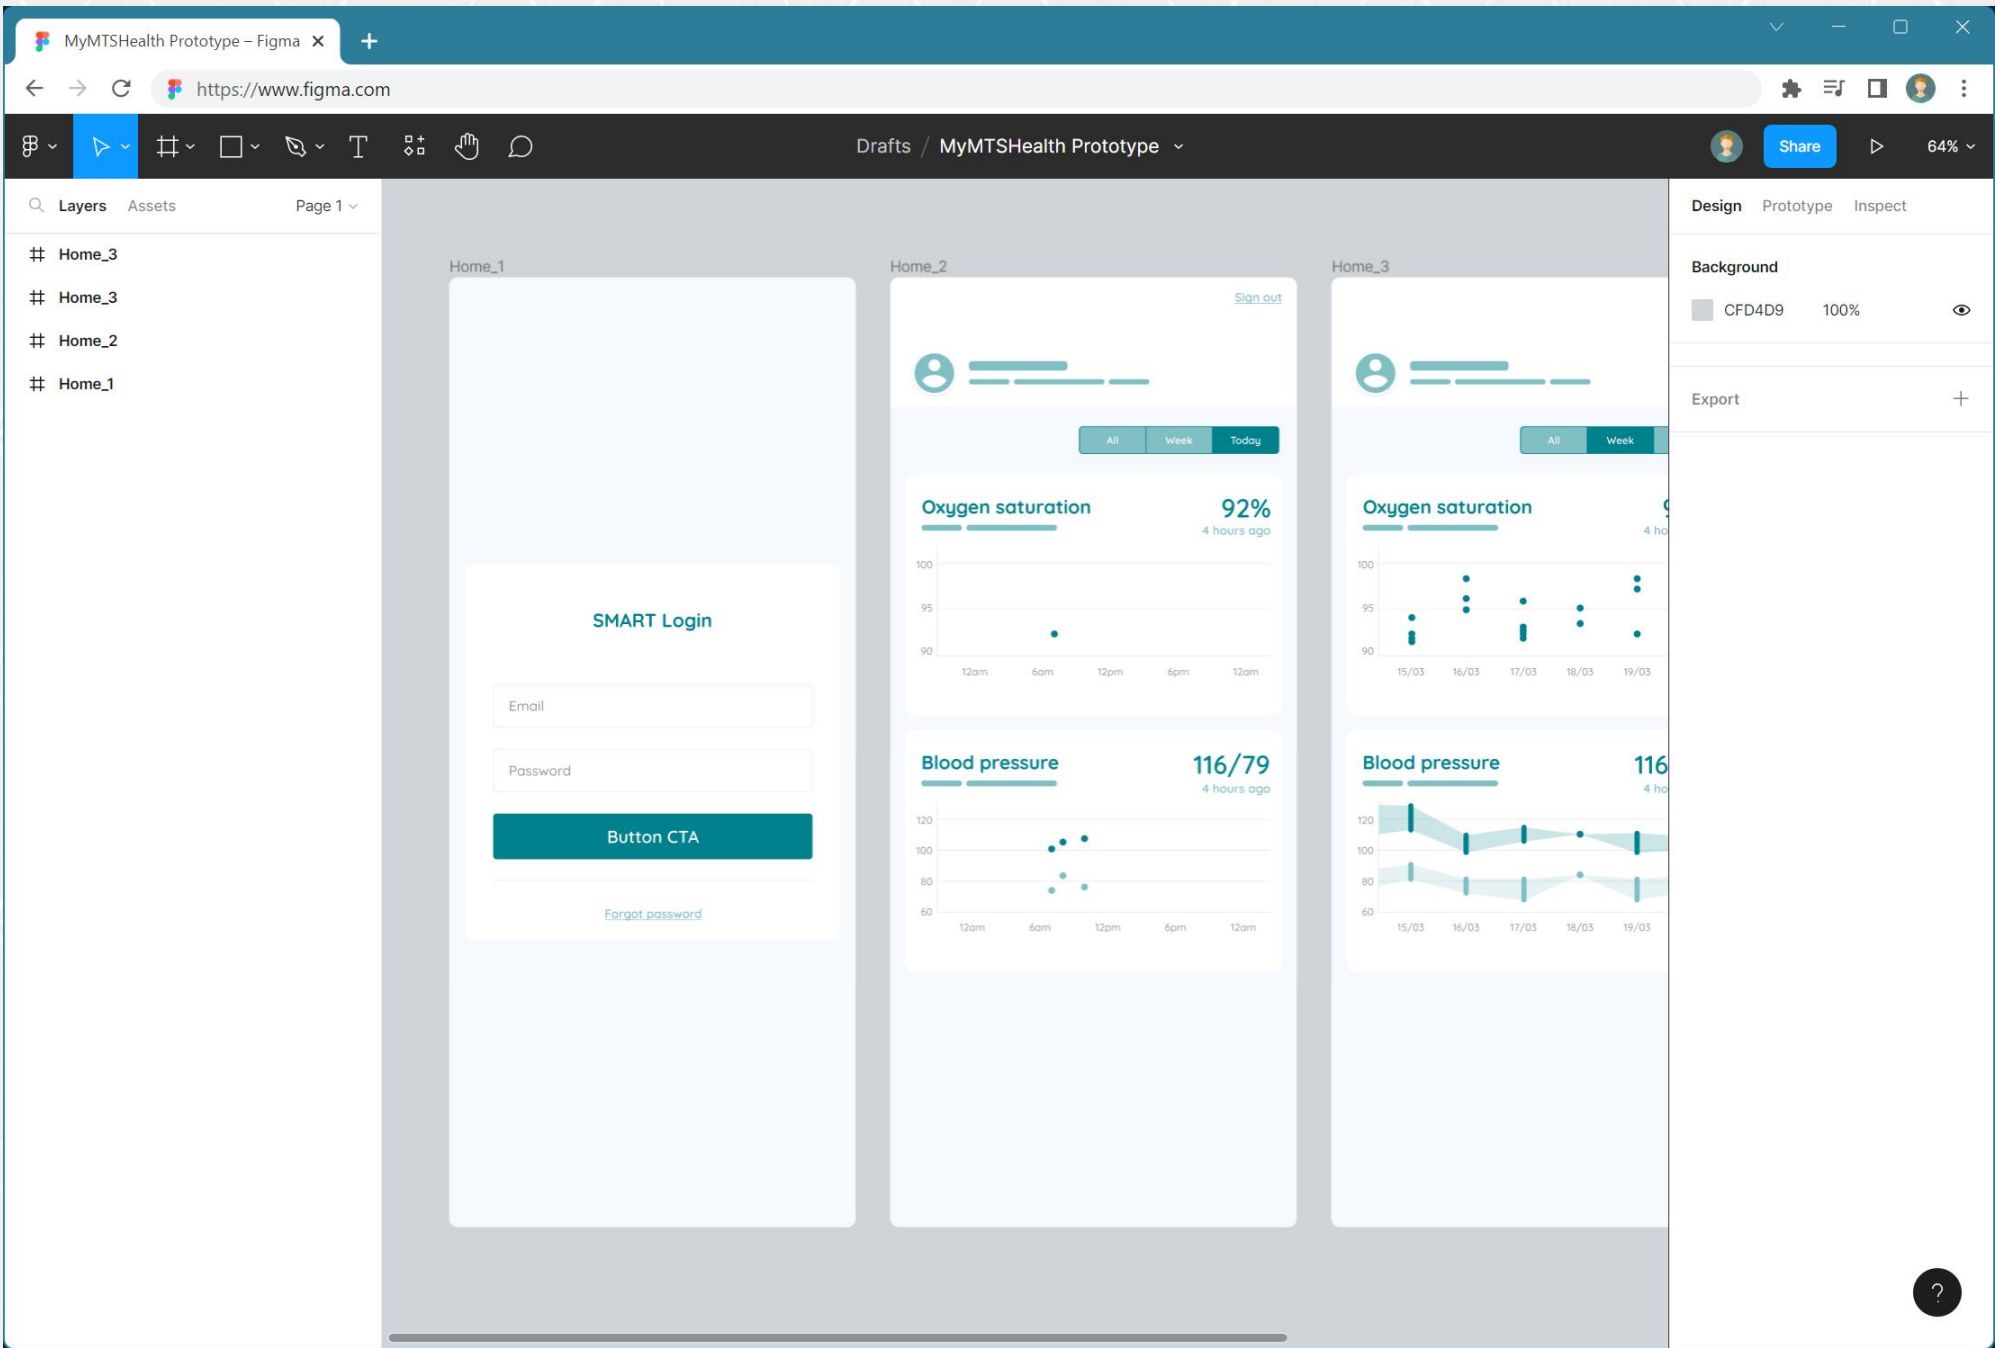 MyMTSHealth Prototype – Figma
https://www.figma.com
Drafts / MyMTSHealth Prototype
Share
64%
Layers Assets Page 1
Home_3
Home_3
Home_2
Home_1
Home_1
SMART Login
Email
Password
Button CTA
Forgot password
Home_2
Sign out
All Week Today
Oxygen saturation 92%
4 hours ago
100
95
90
12am 6am 12pm 6pm 12am
Blood pressure 116/79
4 hours ago
120
100
80
60
12am 6am 12pm 6pm 12am
Home_3
All Week
Oxygen saturation
4 ho
100
95
90
15/03 16/03 17/03 18/03 19/03
Blood pressure 116
4 ho
120
100
80
60
15/03 16/03 17/03 18/03 19/03
Design Prototype Inspect
Background
CFD4D9 100%
Export
?